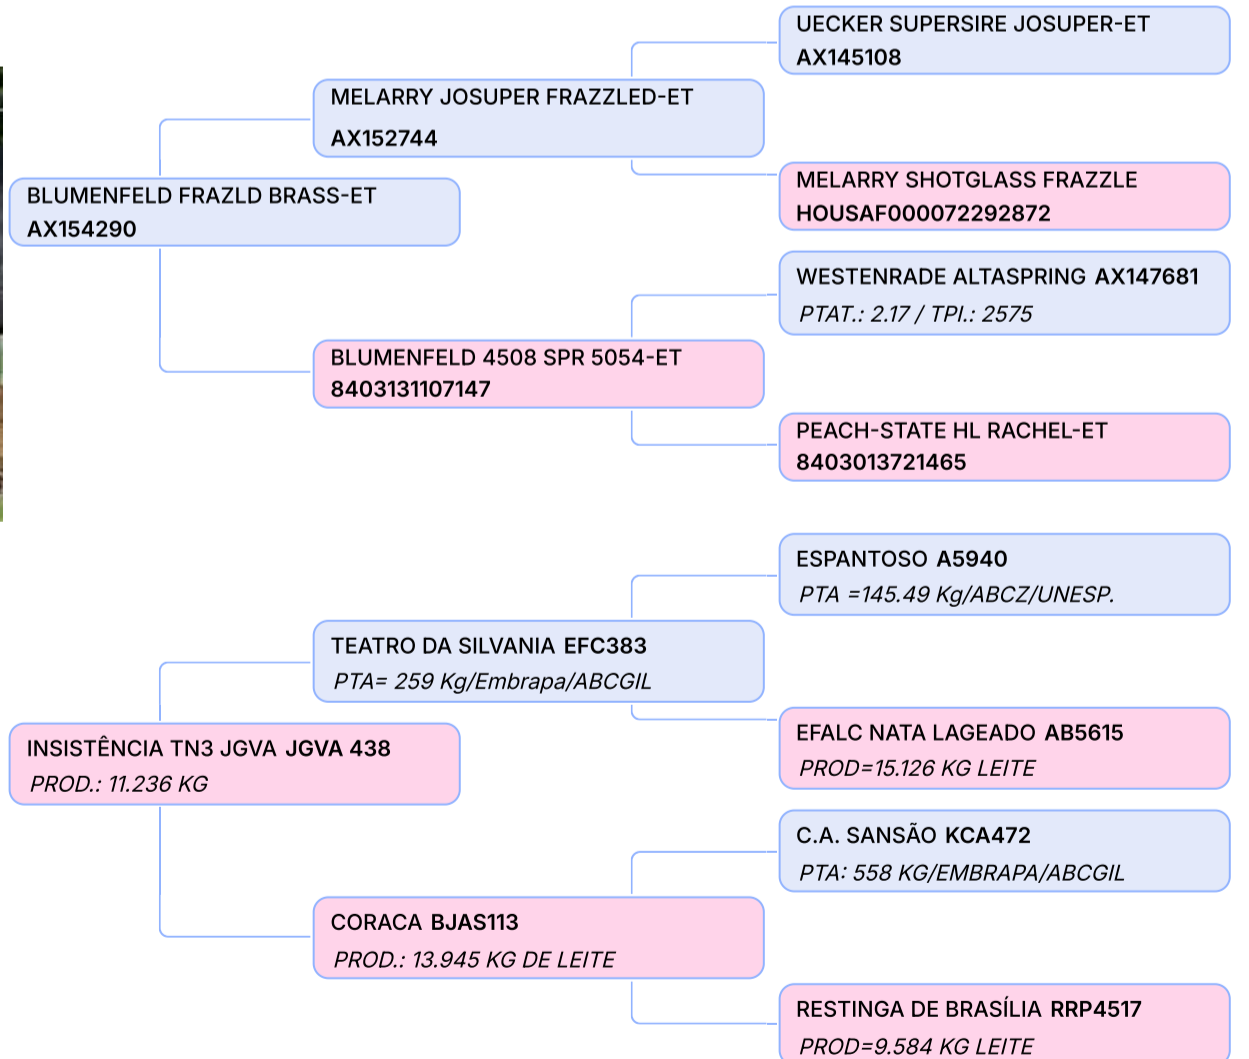 UECKER SUPERSIRE JOSUPER-ET
AX145108
MELARRY JOSUPER FRAZZLED-ET
AX152744
MELARRY SHOTGLASS FRAZZLE
HOUSAF000072292872
BLUMENFELD FRAZLD BRASS-ET
AX154290
WESTENRADE ALTASPRING AX147681
PTAT.: 2.17 / TPI.: 2575
BLUMENFELD 4508 SPR 5054-ET
8403131107147
PEACH-STATE HL RACHEL-ET
8403013721465
ESPANTOSO A5940
PTA =145.49 Kg/ABCZ/UNESP.
TEATRO DA SILVANIA EFC383
PTA= 259 Kg/Embrapa/ABCGIL
EFALC NATA LAGEADO AB5615
PROD=15.126 KG LEITE
INSISTÊNCIA TN3 JGVA JGVA 438
PROD.: 11.236 KG
C.A. SANSÃO KCA472
PTA: 558 KG/EMBRAPA/ABCGIL
CORACA BJAS113
PROD.: 13.945 KG DE LEITE
RESTINGA DE BRASÍLIA RRP4517
PROD=9.584 KG LEITE